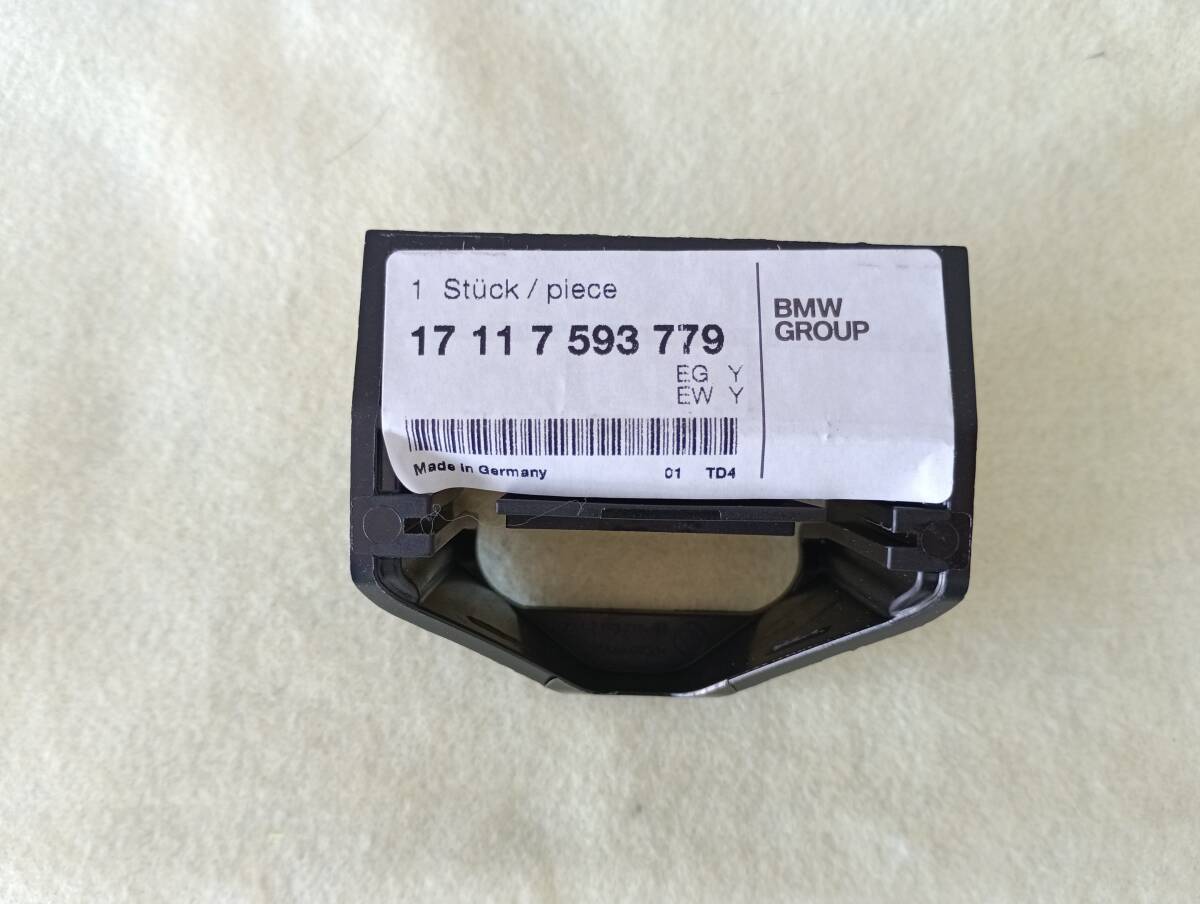 1 Stück / piece
17 11 7 593 779
EG Y
EW Y
Made in Germany 01 TD4
BMW
GROUP